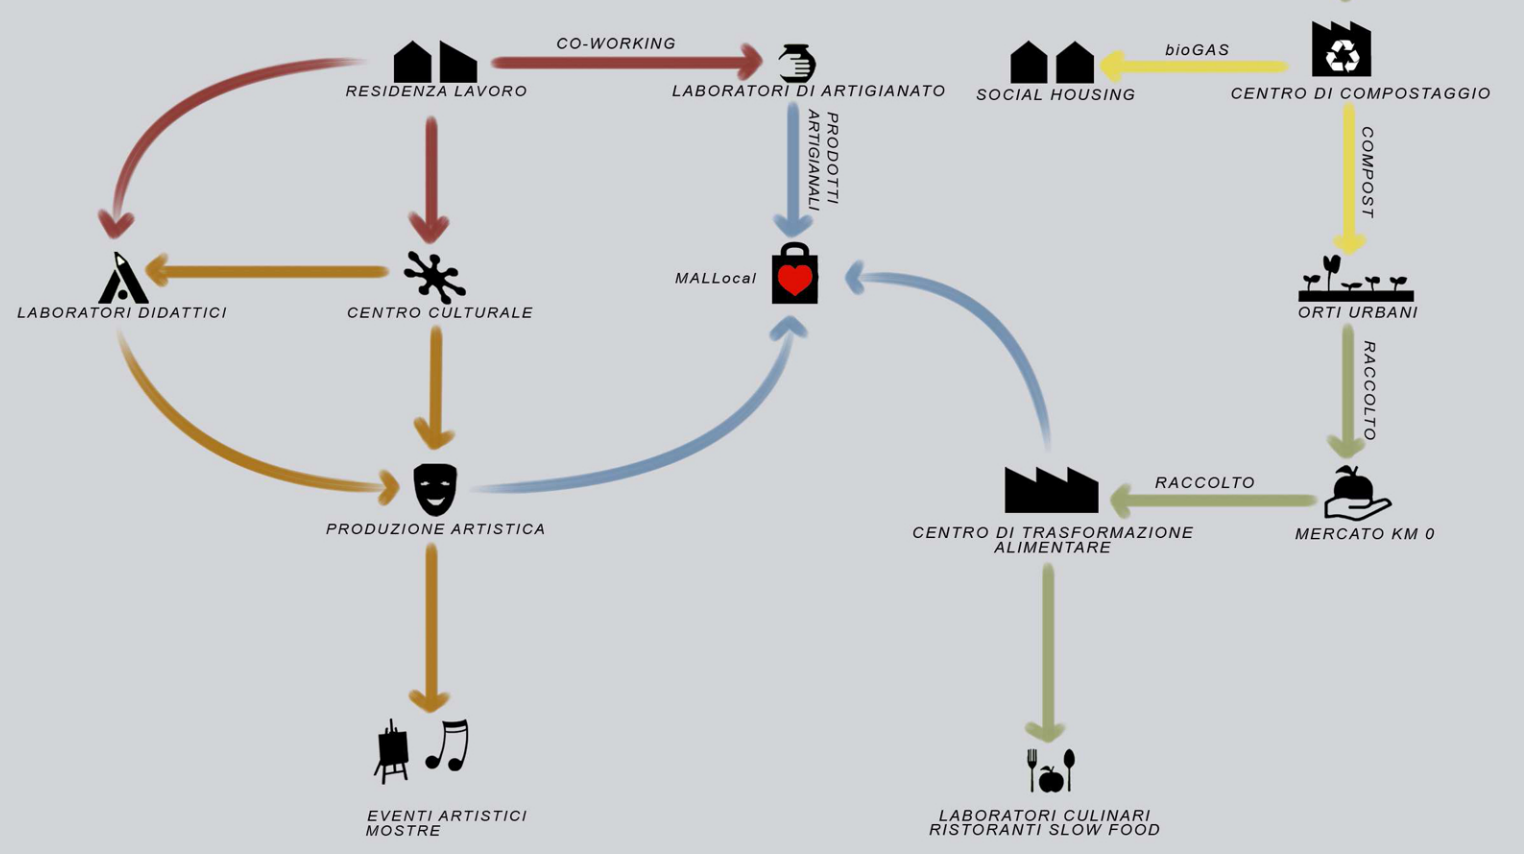 CO-WORKING
bioGAS
RESIDENZA LAVORO
LABORATORI DI ARTIGIANATO
SOCIAL HOUSING
CENTRO DI COMPOSTAGGIO
PRODOTTI
ARTIGIANALI
COMPOST
MALLocal
LABORATORI DIDATTICI
CENTRO CULTURALE
ORTI URBANI
RACCOLTO
RACCOLTO
PRODUZIONE ARTISTICA
CENTRO DI TRASFORMAZIONE
ALIMENTARE
MERCATO KM 0
EVENTI ARTISTICI
MOSTRE
LABORATORI CULINARI
RISTORANTI SLOW FOOD